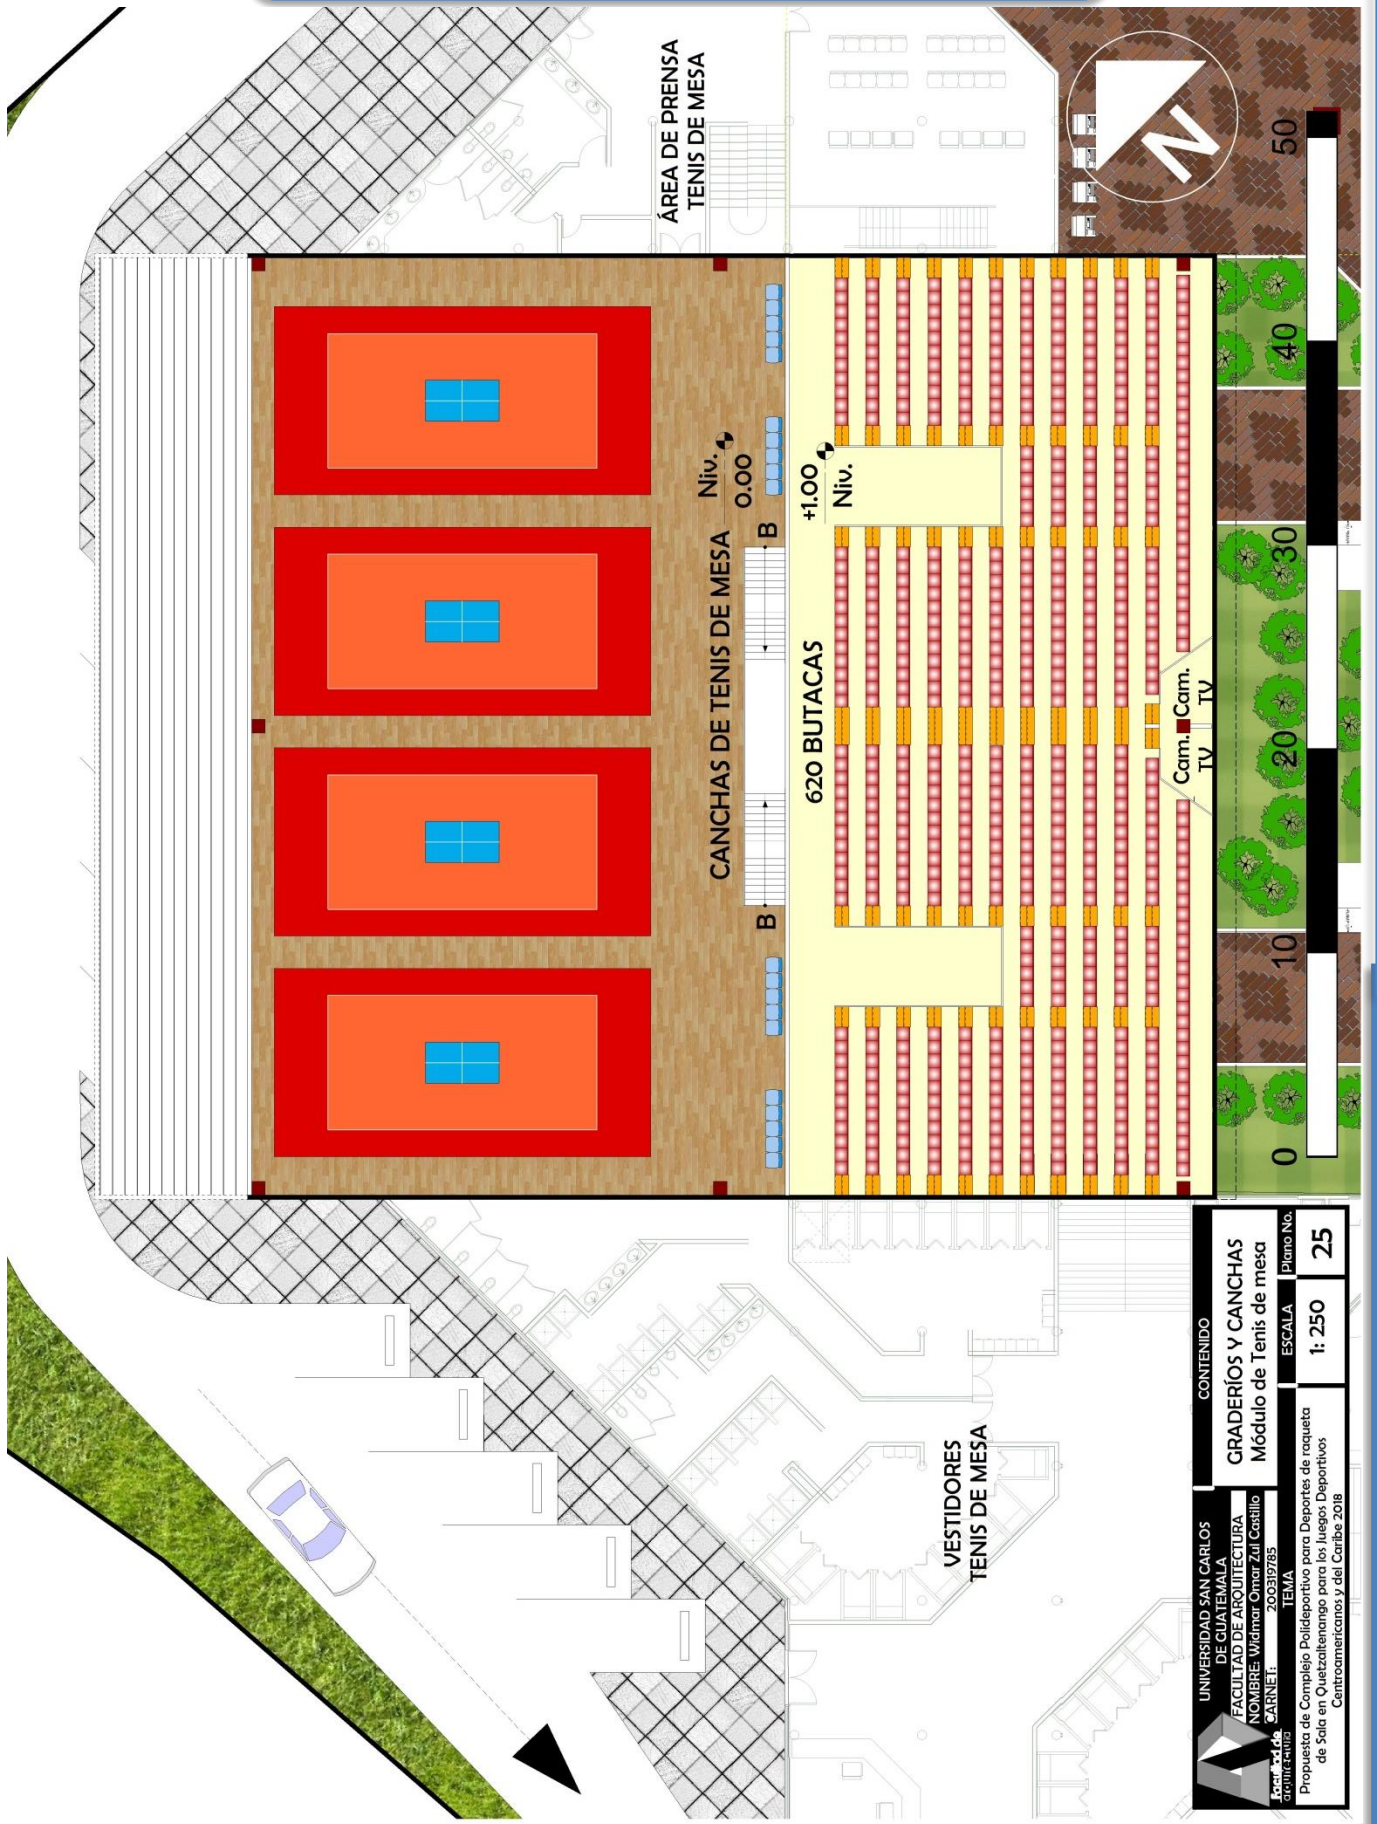 ÁREA DE PRENSA
TENIS DE MESA
N
CANCHAS DE TENIS DE MESA
Niv.
0.00
B
B
+1.00
Niv.
620 BUTACAS
Cam.
TV
Cam.
TV
VESTIDORES
TENIS DE MESA
0
10
20
30
40
50
UNIVERSIDAD SAN CARLOS
DE GUATEMALA
FACULTAD DE ARQUITECTURA
NOMBRE: Widmar Omar Zul Castillo
CARNET: 200319785
Facultad de
arquitectura
CONTENIDO
GRADERÍOS Y CANCHAS
Módulo de Tenis de mesa
TEMA
Propuesta de Complejo Polideportivo para Deportes de raqueta
de Sala en Quetzaltenango para los Juegos Deportivos
Centroamericanos y del Caribe 2018
ESCALA
1: 250
Plano No.
25